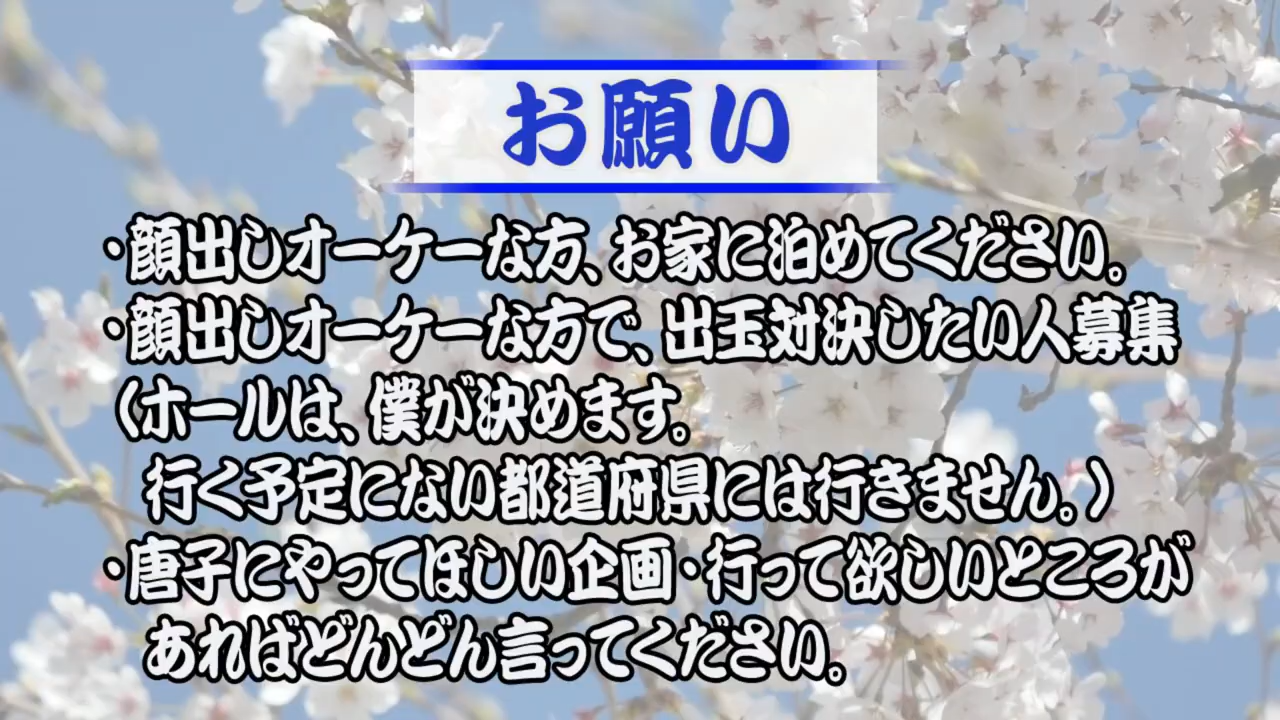 お願い
・顔出しオーケーな方、お家に泊めてください。
・顔出しオーケーな方で、出玉対決したい人募集
(ホールは、僕が決めます。
行く予定にない都道府県には行きません。)
・唐子にやってほしい企画・行って欲しいところが
あればどんどん言ってください。